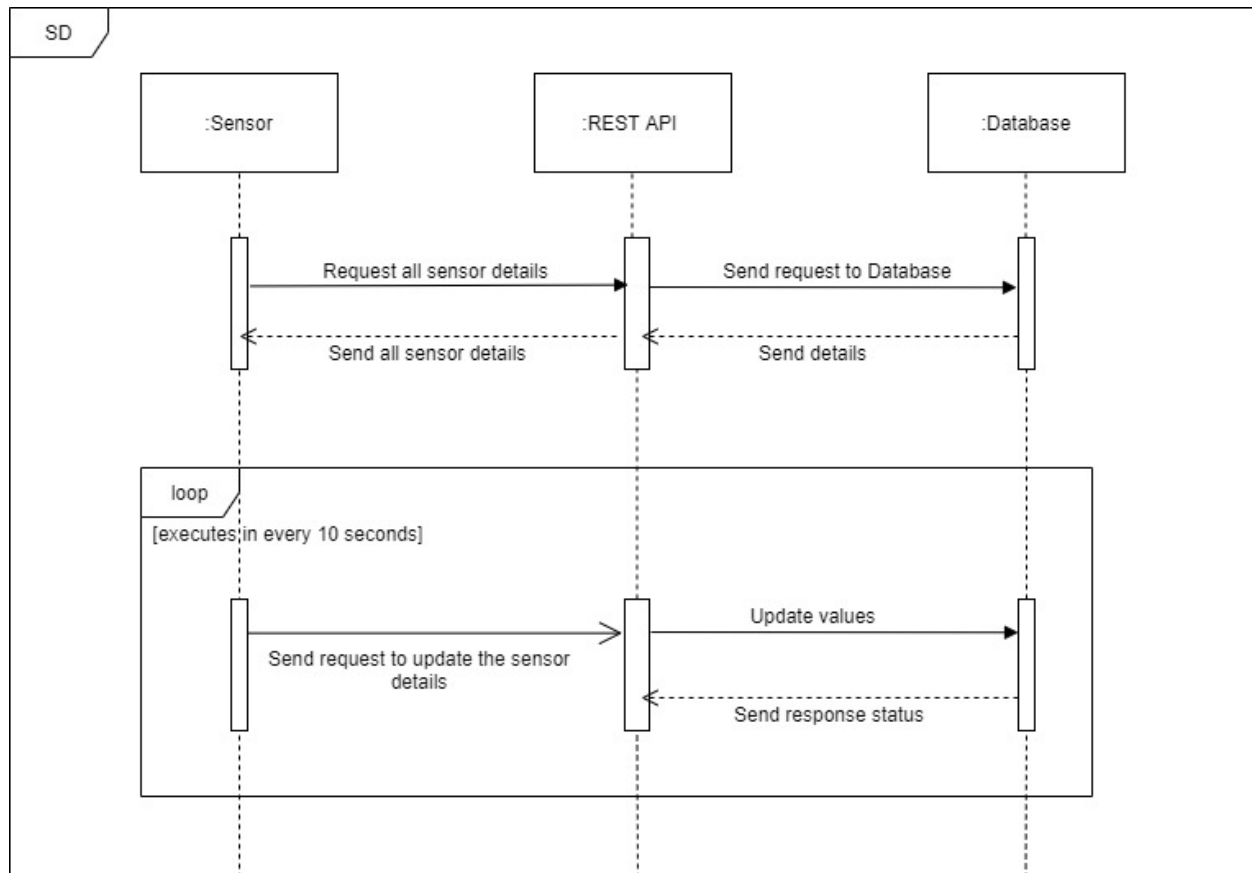 SD
:Sensor
:REST API
:Database
Request all sensor details
Send request to Database
Send all sensor details
Send details
loop
[executes in every 10 seconds]
Update values
Send request to update the sensor
details
Send response status